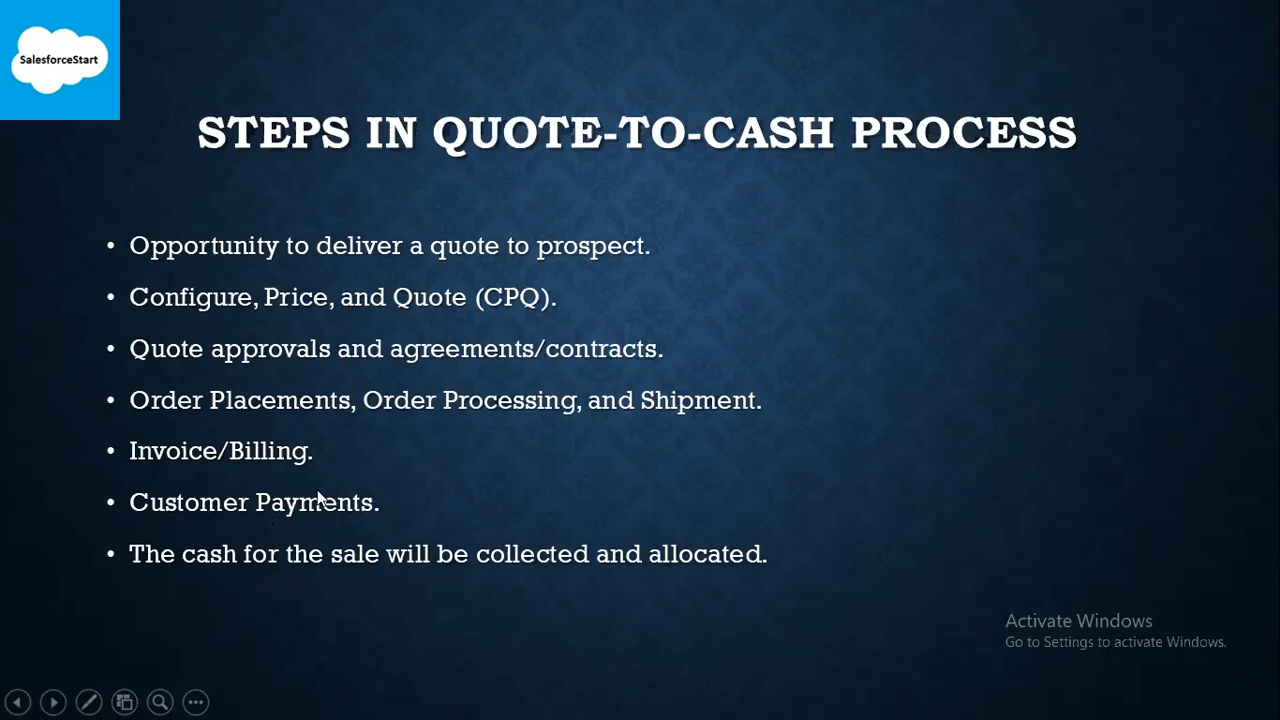 SalesforceStart
STEPS IN QUOTE-TO-CASH PROCESS
• Opportunity to deliver a quote to prospect.
• Configure, Price, and Quote (CPQ).
• Quote approvals and agreements/contracts.
• Order Placements, Order Processing, and Shipment.
• Invoice/Billing.
• Customer Payments.
• The cash for the sale will be collected and allocated.
Activate Windows
Go to Settings to activate Windows.